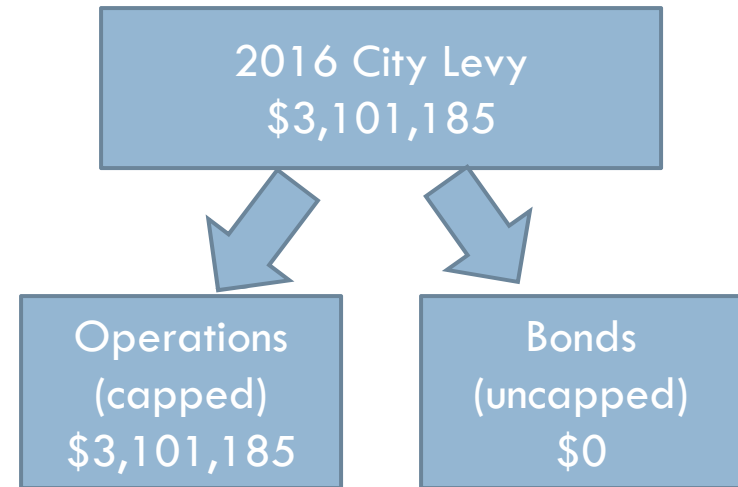 2016 City Levy
$3,101,185
Operations
(capped)
$3,101,185
Bonds
(uncapped)
$0